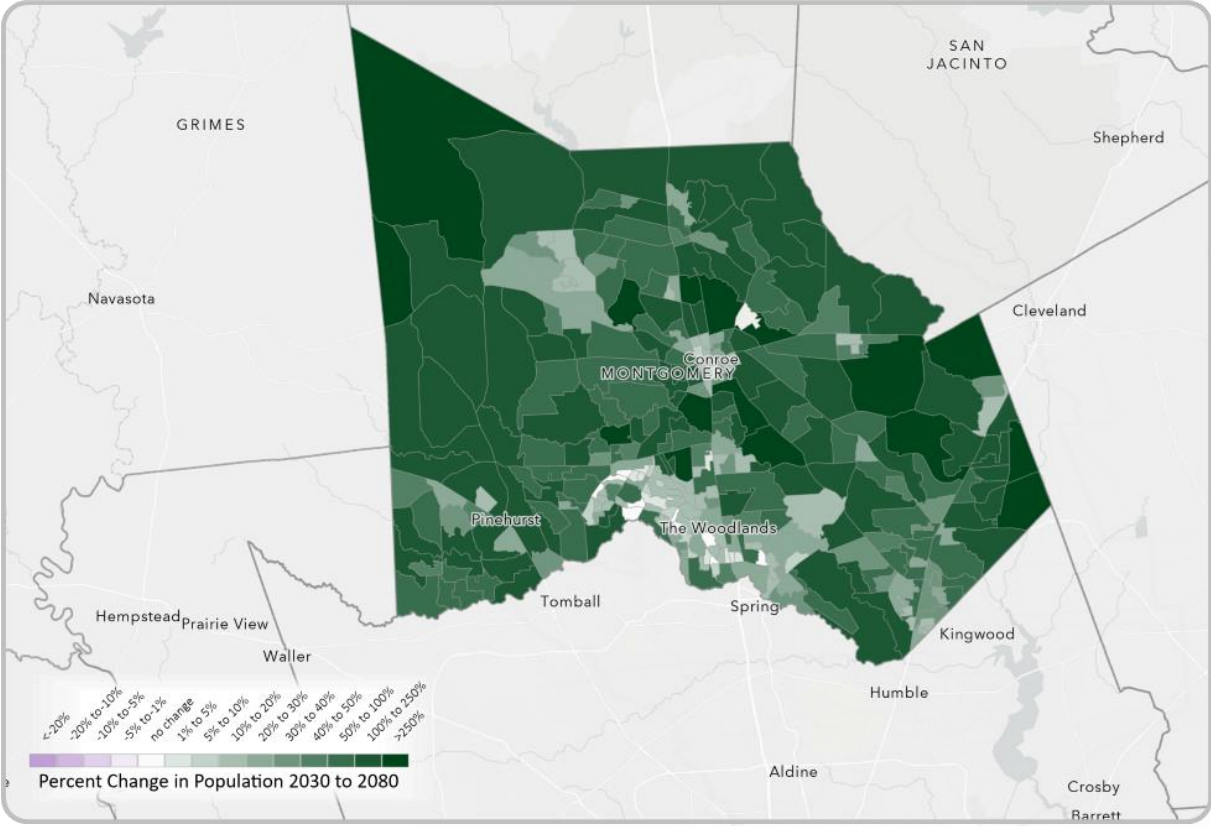 SAN
JACINTO
GRIMES
Shepherd
Navasota
Cleveland
Conroe
MONTGOMERY
Pinehurst
The Woodlands
Tomball
Spring
Hempstead
Prairie View
Kingwood
Waller
Humble
<-20%
-20% to-10%
-10% to-5%
-5% to-1%
no change
1% to 5%
5% to 10%
10% to 20%
20% to 30%
30% to 40%
40% to 50%
50% to 100%
100% to 250%
>250%
Percent Change in Population 2030 to 2080
Aldine
Crosby
Barrett